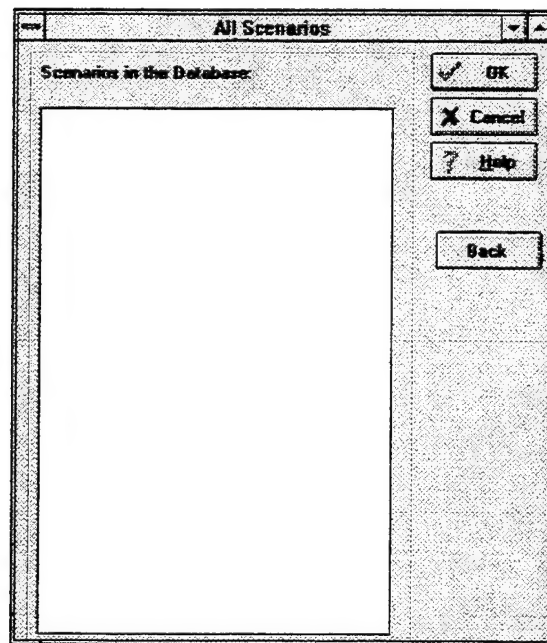 All Scenarios
Scenarios in the Database:
OK
Cancel
Help
Back